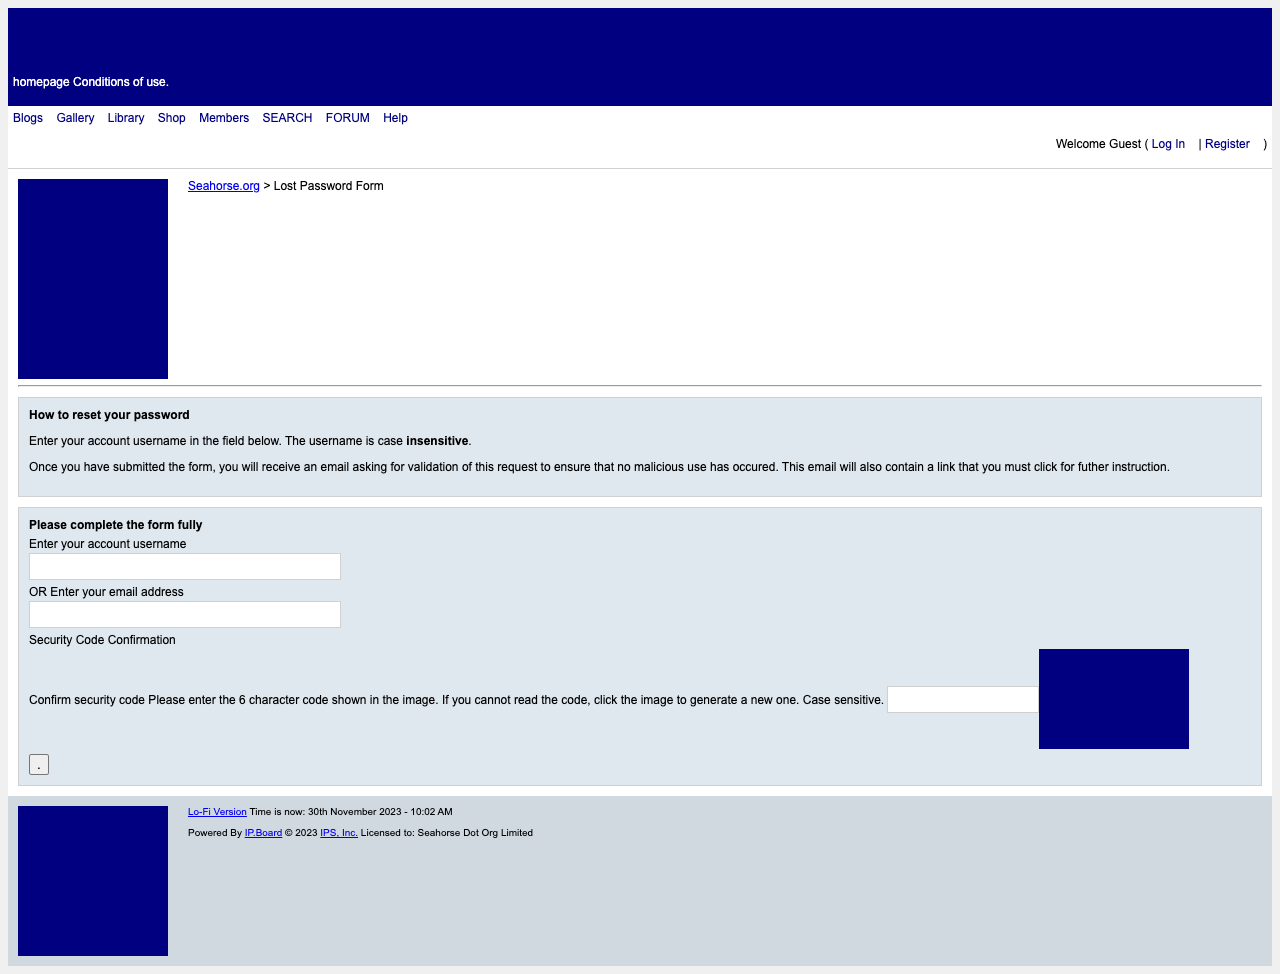 homepage Conditions of use.
Blogs Gallery Library Shop Members SEARCH FORUM Help
Welcome Guest ( Log In | Register )
Seahorse.org > Lost Password Form
How to reset your password
Enter your account username in the field below. The username is case insensitive.
Once you have submitted the form, you will receive an email asking for validation of this request to ensure that no malicious use has occured. This email will also contain a link that you must click for futher instruction.
Please complete the form fully
Enter your account username
OR Enter your email address
Security Code Confirmation
Confirm security code Please enter the 6 character code shown in the image. If you cannot read the code, click the image to generate a new one. Case sensitive.
.
Lo-Fi Version Time is now: 30th November 2023 - 10:02 AM
Powered By IP.Board © 2023 IPS, Inc. Licensed to: Seahorse Dot Org Limited